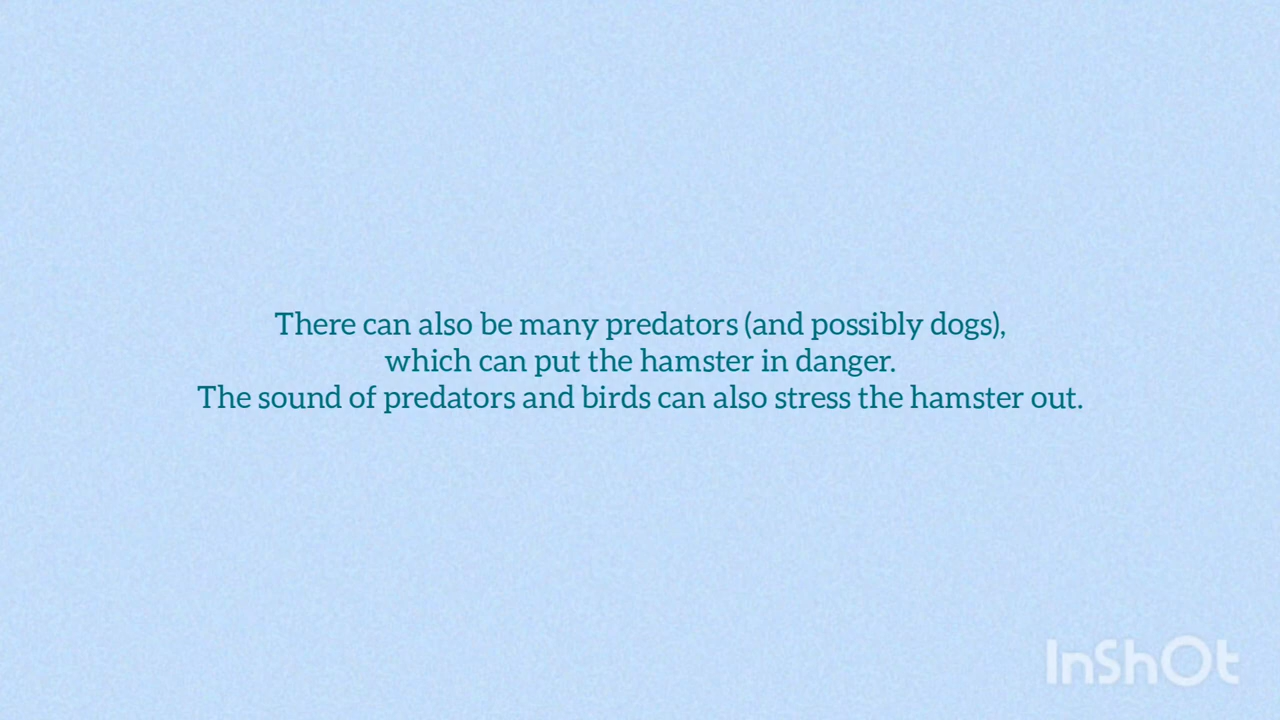 There can also be many predators (and possibly dogs),
which can put the hamster in danger.
The sound of predators and birds can also stress the hamster out.
InShOt